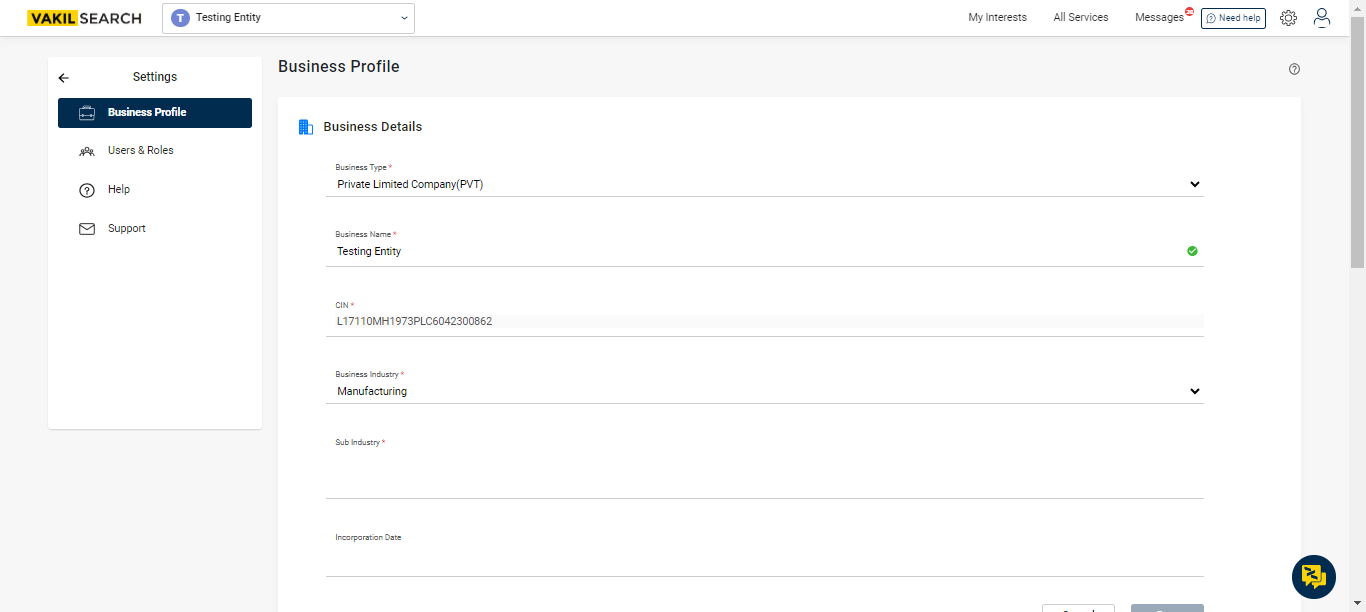 VAKILSEARCH
T Testing Entity
My Interests
All Services
Messages
Need help
Settings
Business Profile
Users & Roles
Help
Support
Business Profile
Business Details
Business Type *
Private Limited Company(PVT)
Business Name *
Testing Entity
CIN *
L17110MH1973PLC6042300862
Business Industry *
Manufacturing
Sub Industry *
Incorporation Date